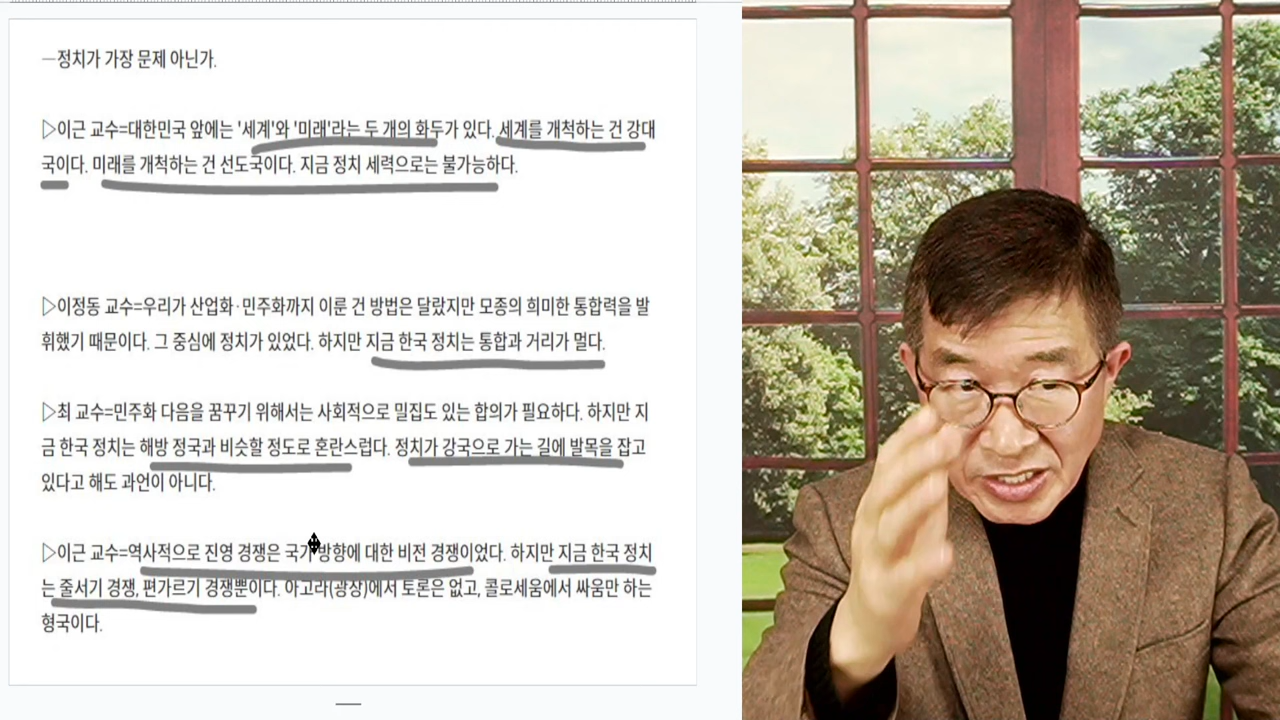 ―정치가 가장 문제 아닌가.
▷이근 교수=대한민국 앞에는 '세계'와 '미래'라는 두 개의 화두가 있다. 세계를 개척하는 건 강대
국이다. 미래를 개척하는 건 선도국이다. 지금 정치 세력으로는 불가능하다.
▷이정동 교수=우리가 산업화·민주화까지 이룬 건 방법은 달랐지만 모종의 희미한 통합력을 발
휘했기 때문이다. 그 중심에 정치가 있었다. 하지만 지금 한국 정치는 통합과 거리가 멀다.
▷최 교수=민주화 다음을 꿈꾸기 위해서는 사회적으로 밀집도 있는 합의가 필요하다. 하지만 지
금 한국 정치는 해방 정국과 비슷할 정도로 혼란스럽다. 정치가 강국으로 가는 길에 발목을 잡고
있다고 해도 과언이 아니다.
▷이근 교수=역사적으로 진영 경쟁은 국가 방향에 대한 비전 경쟁이었다. 하지만 지금 한국 정치
는 줄서기 경쟁, 편가르기 경쟁뿐이다. 아고라(광장)에서 토론은 없고, 콜로세움에서 싸움만 하는
형국이다.